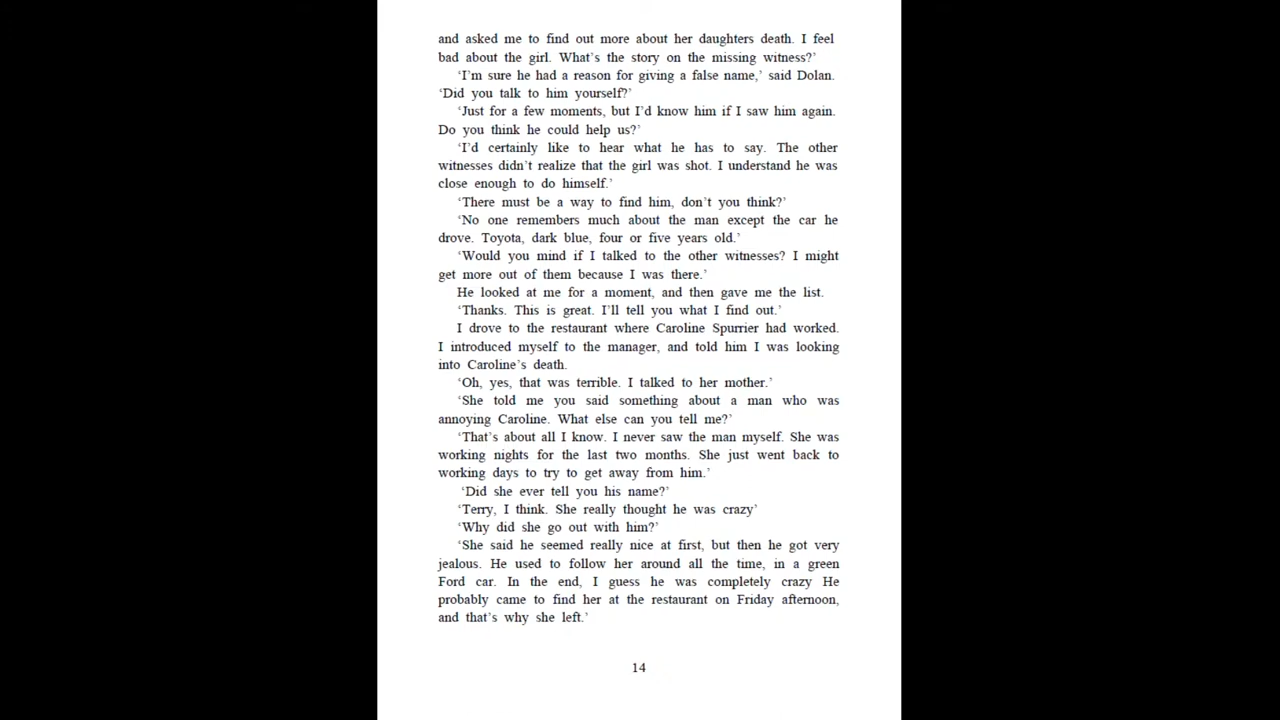 and asked me to find out more about her daughters death. I feel
bad about the girl. What's the story on the missing witness?'
'I'm sure he had a reason for giving a false name,' said Dolan.
'Did you talk to him yourself?'
'Just for a few moments, but I'd know him if I saw him again.
Do you think he could help us?'
'I'd certainly like to hear what he has to say. The other
witnesses didn't realize that the girl was shot. I understand he was
close enough to do himself.'
'There must be a way to find him, don't you think?'
'No one remembers much about the man except the car he
drove. Toyota, dark blue, four or five years old.'
'Would you mind if I talked to the other witnesses? I might
get more out of them because I was there.'
He looked at me for a moment, and then gave me the list.
'Thanks. This is great. I'll tell you what I find out.'
I drove to the restaurant where Caroline Spurrier had worked.
I introduced myself to the manager, and told him I was looking
into Caroline's death.
'Oh, yes, that was terrible. I talked to her mother.'
'She told me you said something about a man who was
annoying Caroline. What else can you tell me?'
'That's about all I know. I never saw the man myself. She was
working nights for the last two months. She just went back to
working days to try to get away from him.'
'Did she ever tell you his name?'
'Terry, I think. She really thought he was crazy'
'Why did she go out with him?'
'She said he seemed really nice at first, but then he got very
jealous. He used to follow her around all the time, in a green
Ford car. In the end, I guess he was completely crazy He
probably came to find her at the restaurant on Friday afternoon,
and that's why she left.'
14